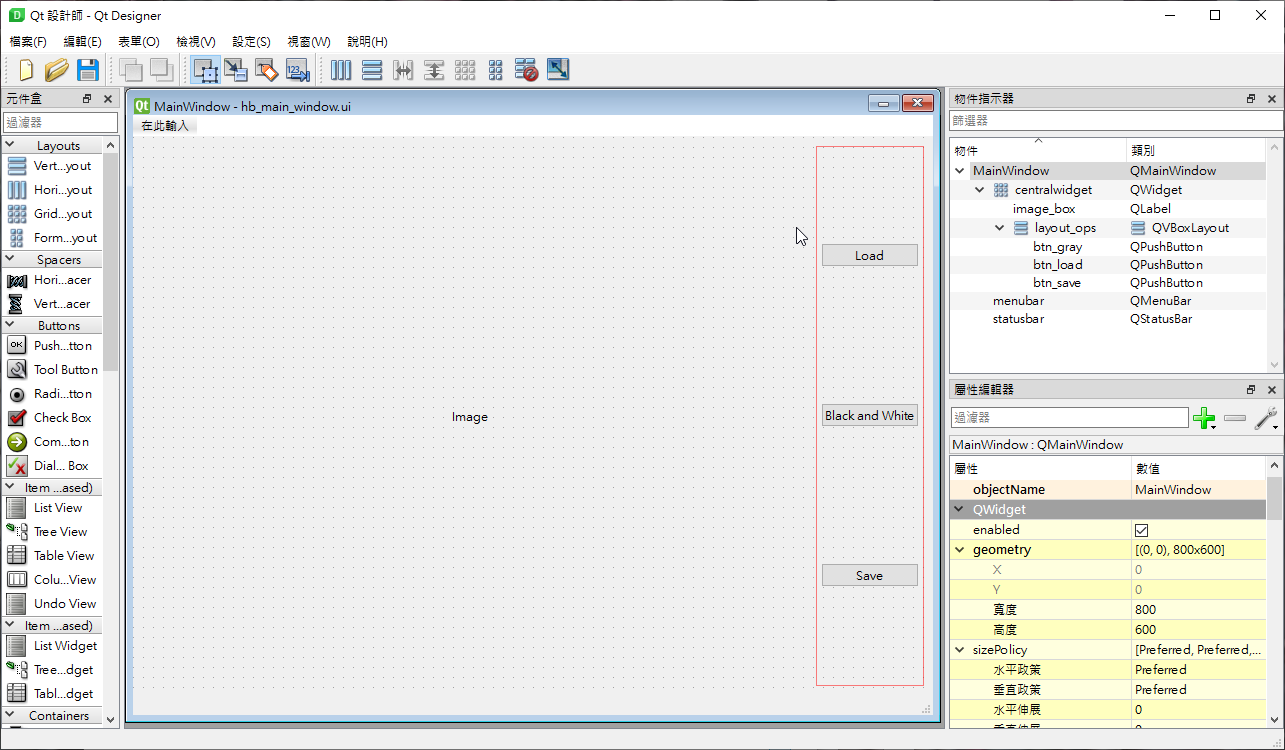 Qt 設計師 - Qt Designer
檔案(F) 編輯(E) 表單(O) 檢視(V) 設定(S) 視窗(W) 說明(H)
元件盒
過濾器
Layouts
Vert...yout
Hori...yout
Grid...yout
Form...yout
Spacers
Hori...acer
Vert...acer
Buttons
OK
Push...tton
Tool Button
Radi...tton
Check Box
Com...ton
Dial... Box
Item ...ased)
List View
Tree View
Table View
Colu...View
Undo View
Item ...ased)
List Widget
Tree...dget
Tabl...dget
Containers
Qt MainWindow - hb_main_window.ui
在此輸入
Image
Load
Black and White
Save
物件指示器
篩選器
物件 類別
MainWindow QMainWindow
centralwidget QWidget
image_box QLabel
layout_ops QVBoxLayout
btn_gray QPushButton
btn_load QPushButton
btn_save QPushButton
menubar QMenuBar
statusbar QStatusBar
屬性編輯器
過濾器
MainWindow : QMainWindow
屬性 數值
objectName MainWindow
QWidget
enabled
geometry [(0, 0), 800x600]
X 0
Y 0
寬度 800
高度 600
sizePolicy [Preferred, Preferred,...
水平政策 Preferred
垂直政策 Preferred
水平伸展 0
垂直伸展 0